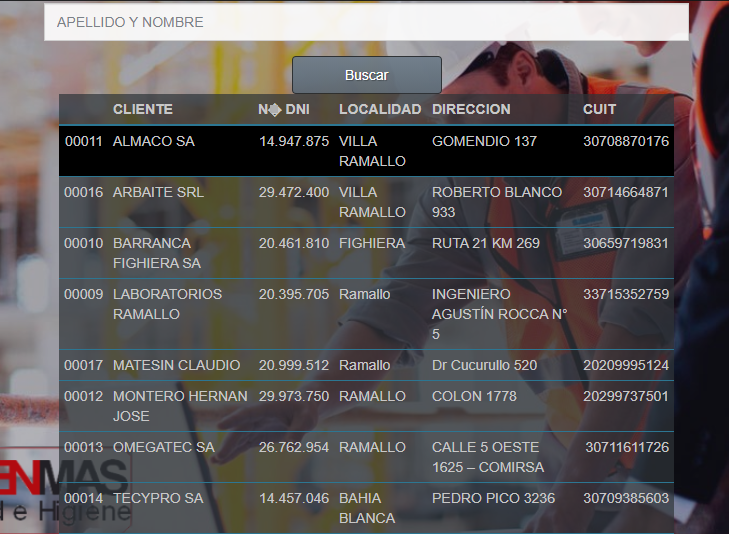 APELLIDO Y NOMBRE
Buscar
CLIENTE N� DNI LOCALIDAD DIRECCION CUIT
00011 ALMACO SA 14.947.875 VILLA GOMENDIO 137 30708870176
RAMALLO
00016 ARBAITE SRL 29.472.400 VILLA ROBERTO BLANCO 30714664871
RAMALLO 933
00010 BARRANCA 20.461.810 FIGHIERA RUTA 21 KM 269 30659719831
FIGHIERA SA
00009 LABORATORIOS 20.395.705 Ramallo INGENIERO 33715352759
RAMALLO AGUSTÍN ROCCA N°
5
00017 MATESIN CLAUDIO 20.999.512 Ramallo Dr Cucurullo 520 20209995124
00012 MONTERO HERNAN 29.973.750 RAMALLO COLON 1778 20299737501
JOSE
00013 OMEGATEC SA 26.762.954 RAMALLO CALLE 5 OESTE 30711611726
1625 – COMIRSA
ENMAS
00014 TECYPRO SA 14.457.046 BAHIA PEDRO PICO 3236 30709385603
BLANCA
d e Higiene